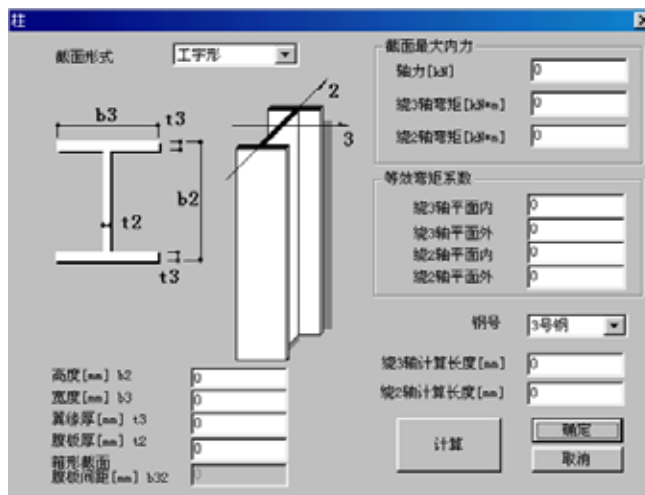 柱
截面形式
工字形
b3
t3
b2
t2
t3
2
3
高度[mm] b2
0
宽度[mm] b3
0
翼缘厚[mm] t3
0
腹板厚[mm] t2
0
箱形截面
腹板间距[mm] b32
0
截面最大内力
轴力[kN]
0
绕3轴弯矩[kN*m]
0
绕2轴弯矩[kN*m]
0
等效弯矩系数
绕3轴平面内
0
绕3轴平面外
0
绕2轴平面内
0
绕2轴平面外
0
钢号
3号钢
绕3轴计算长度[mm]
0
绕2轴计算长度[mm]
0
计算
确定
取消